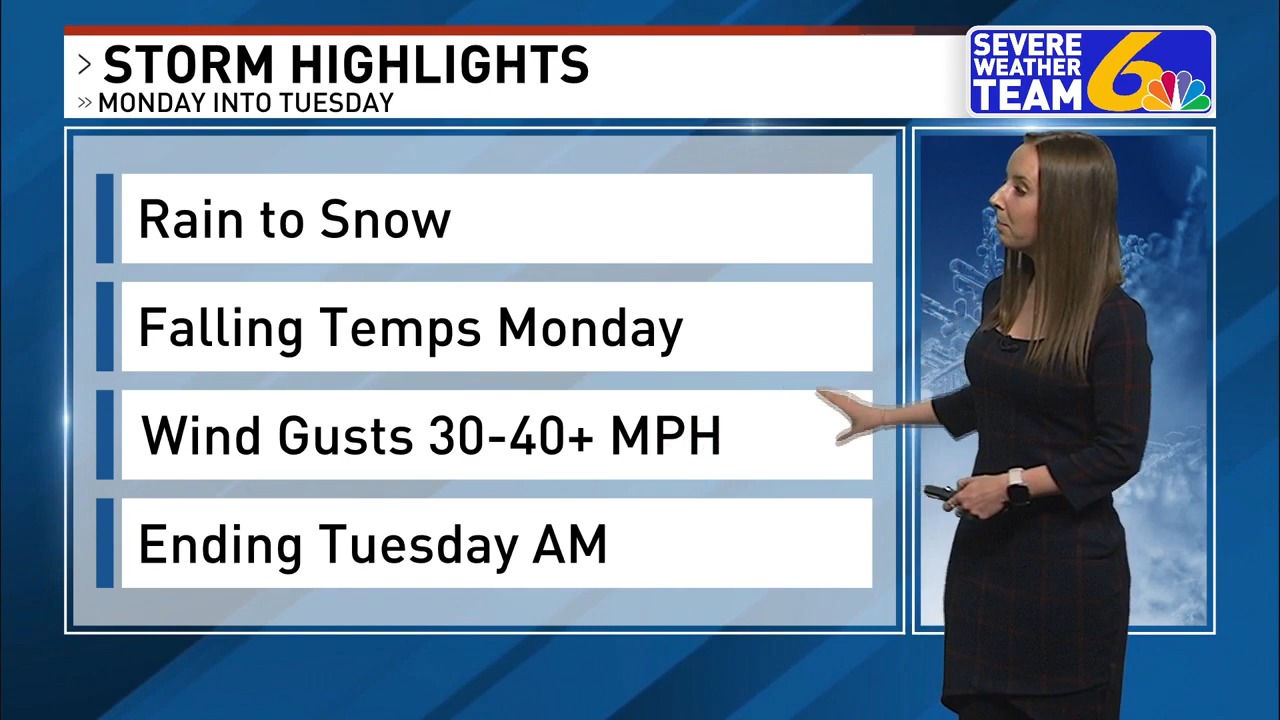 > STORM HIGHLIGHTS
» MONDAY INTO TUESDAY
SEVERE
WEATHER
TEAM
6
Rain to Snow
Falling Temps Monday
Wind Gusts 30-40+ MPH
Ending Tuesday AM